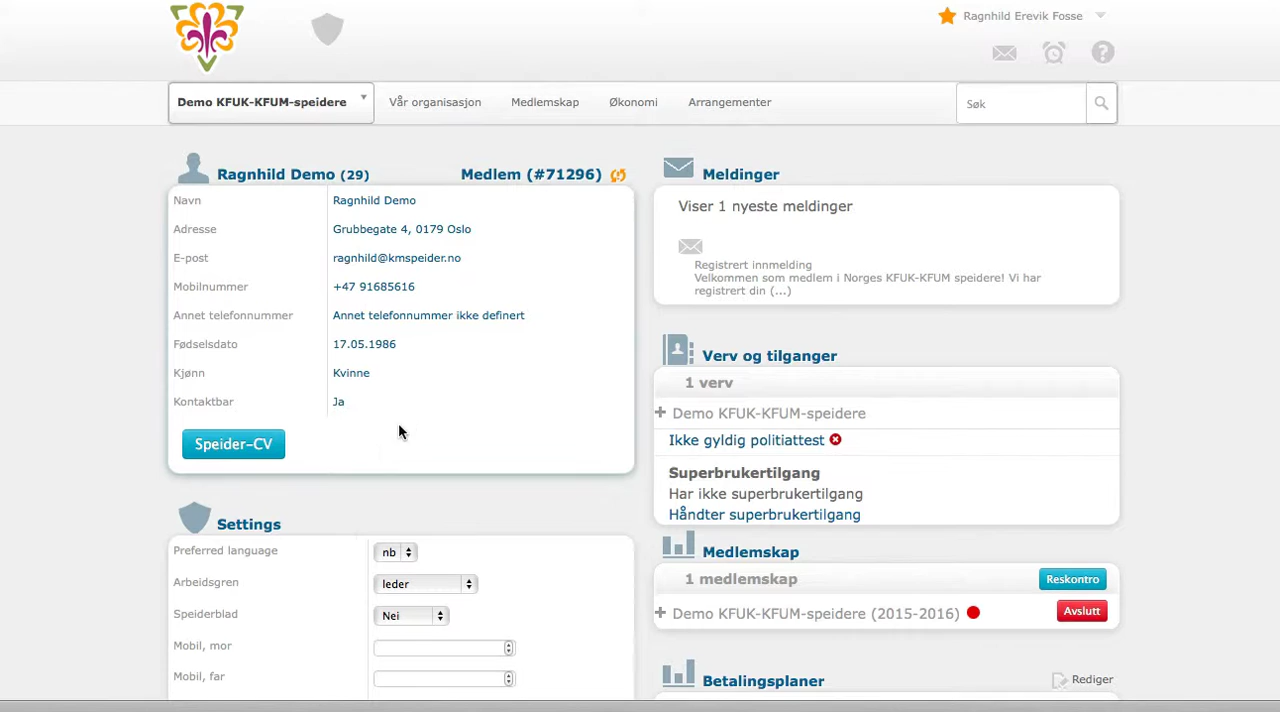 Ragnhild Erevik Fosse
Demo KFUK-KFUM-speidere
Vår organisasjon
Medlemskap
Økonomi
Arrangementer
Søk
Ragnhild Demo (29)
Medlem (#71296)
Navn
Ragnhild Demo
Adresse
Grubbegate 4, 0179 Oslo
E-post
ragnhild@kmspeider.no
Mobilnummer
+47 91685616
Annet telefonnummer
Annet telefonnummer ikke definert
Fødselsdato
17.05.1986
Kjønn
Kvinne
Kontaktbar
Ja
Speider-CV
Settings
Preferred language
nb
Arbeidsgren
leder
Speiderblad
Nei
Mobil, mor
Mobil, far
Meldinger
Viser 1 nyeste meldinger
Registrert innmelding
Velkommen som medlem i Norges KFUK-KFUM speidere! Vi har
registrert din (...)
Verv og tilganger
1 verv
Demo KFUK-KFUM-speidere
Ikke gyldig politiattest
Superbrukertilgang
Har ikke superbrukertilgang
Håndter superbrukertilgang
Medlemskap
1 medlemskap
Reskontro
Demo KFUK-KFUM-speidere (2015-2016)
Avslutt
Betalingsplaner
Rediger